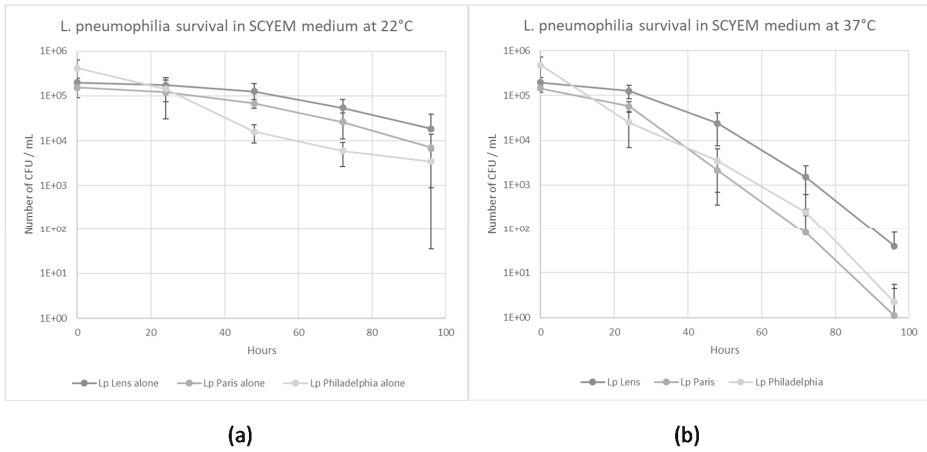 L. pneumophilia survival in SCYEM medium at 22°C
Number of CFU / mL
1E+06
1E+05
1E+04
1E+03
1E+02
1E+01
1E+00
0 20 40 60 80 100
Hours
Lp Lens alone Lp Paris alone Lp Philadelphia alone
(a)
L. pneumophilia survival in SCYEM medium at 37°C
Number of CFU / mL
1E+06
1E+05
1E+04
1E+03
1E+02
1E+01
1E+00
0 20 40 60 80 100
Hours
Lp Lens Lp Paris Lp Philadelphia
(b)